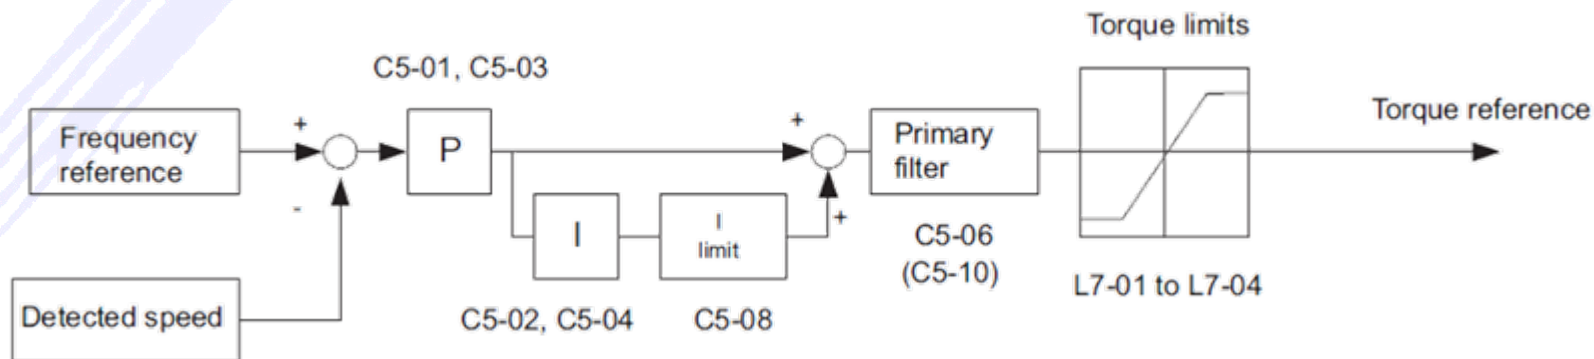 Torque limits
C5-01, C5-03
Frequency
reference
+
-
P
+
Primary
filter
Torque reference
I
I
limit
+
C5-06
(C5-10)
L7-01 to L7-04
Detected speed
C5-02, C5-04
C5-08